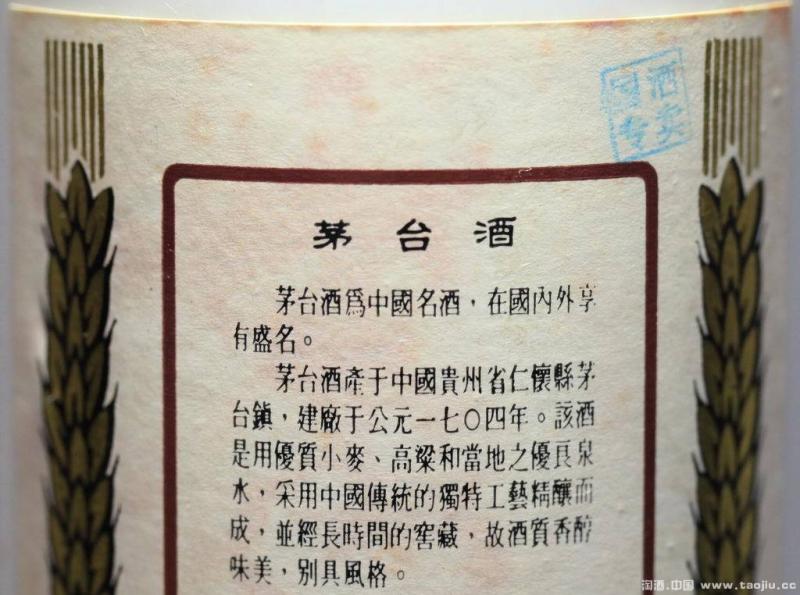 国酒
专卖
茅台酒
茅台酒爲中國名酒，在國內外享
有盛名。
茅台酒產于中國貴州省仁懷縣茅
台鎮，建廠于公元一七〇四年。該酒
是用優質小麥、高粱和當地之優良泉
水，采用中國傳統的獨特工藝精釀而
成，並經長時間的窖藏，故酒質香醇
味美，别具風格。
淘酒.中国 www.taojiu.cc